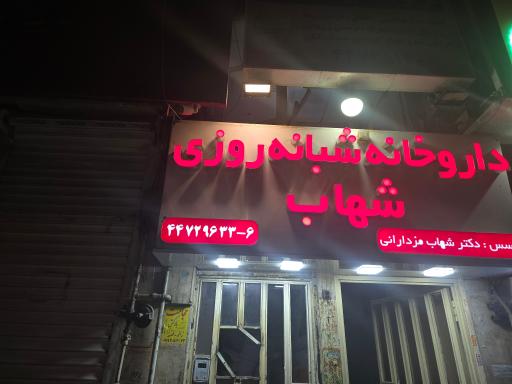 داروخانه شبانه‌روزی
شهاب
۴۴۷۲۹۶۳۳-۶
سس : دکتر شهاب مزدارانی